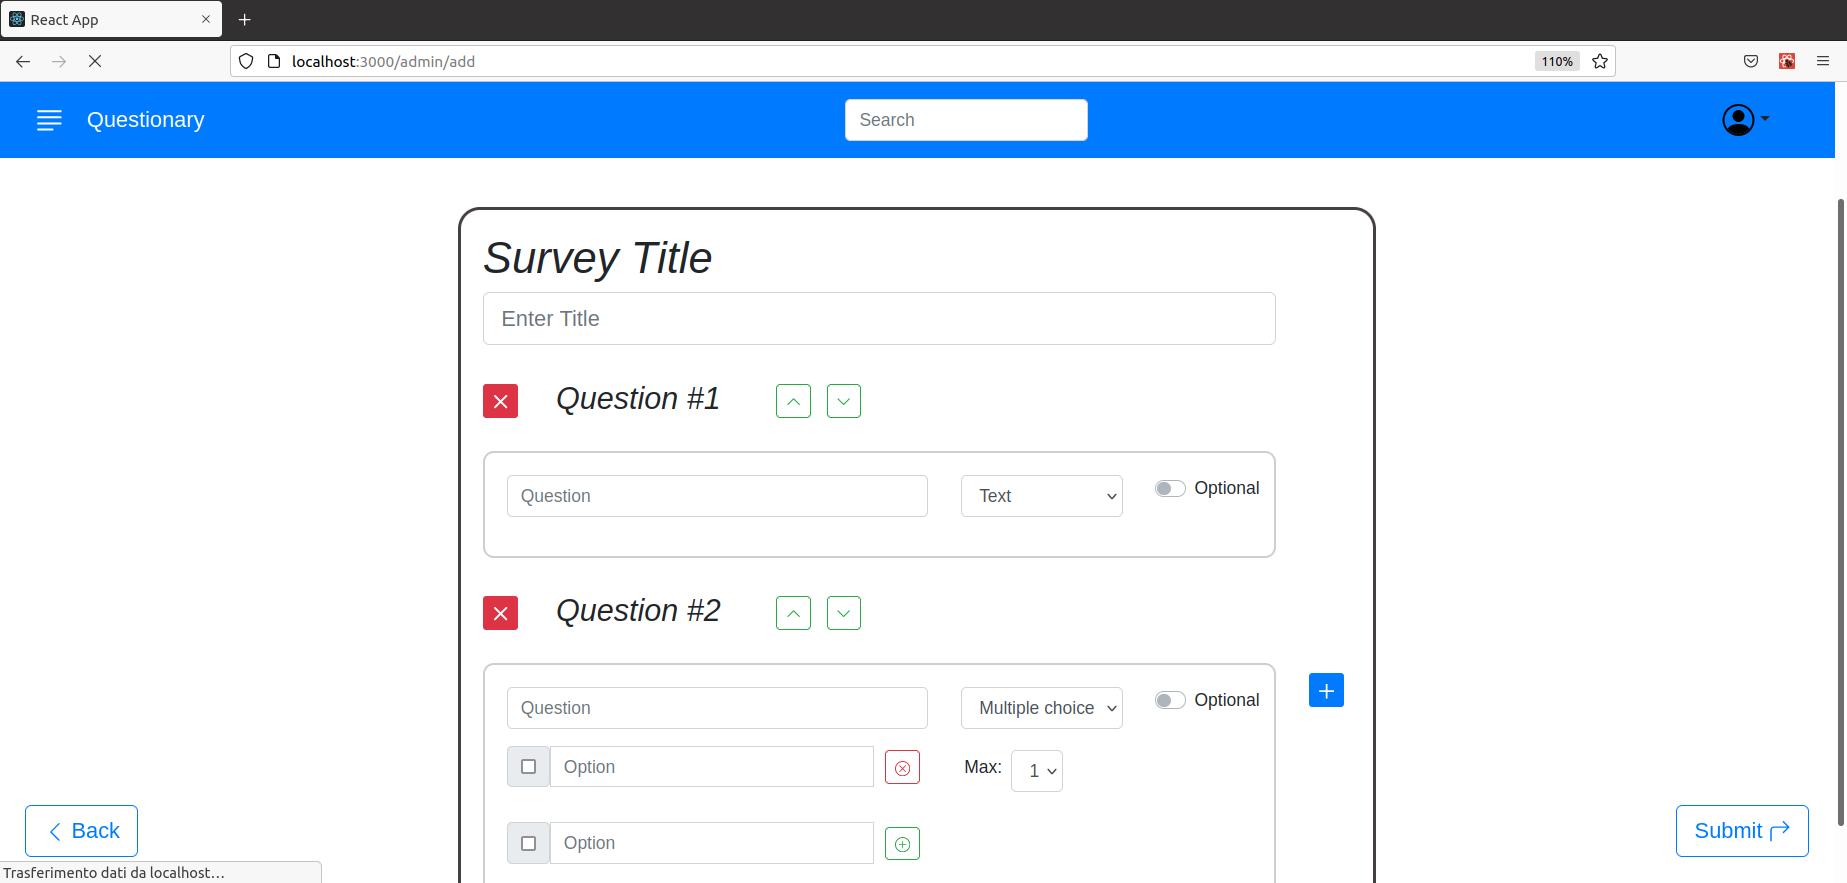 React App
localhost:3000/admin/add
110%
Questionary
Search
Survey Title
Enter Title
Question #1
Question
Text
Optional
Question #2
Question
Multiple choice
Optional
Option
Max:
1
Option
Back
Submit
Trasferimento dati da localhost...